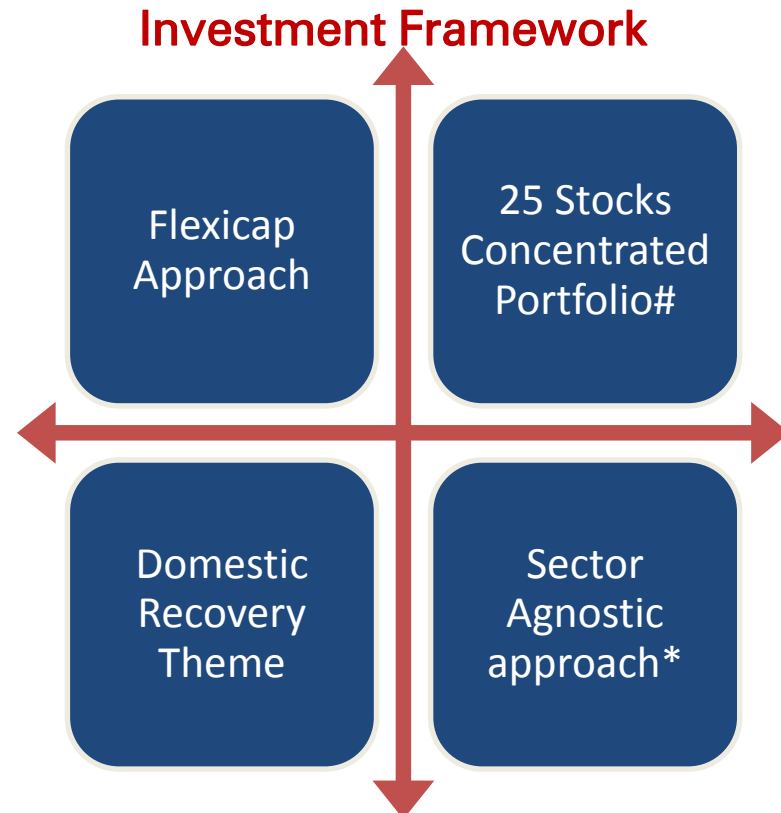 Investment Framework
Flexicap
Approach
25 Stocks
Concentrated
Portfolio#
Domestic
Recovery
Theme
Sector
Agnostic
approach*